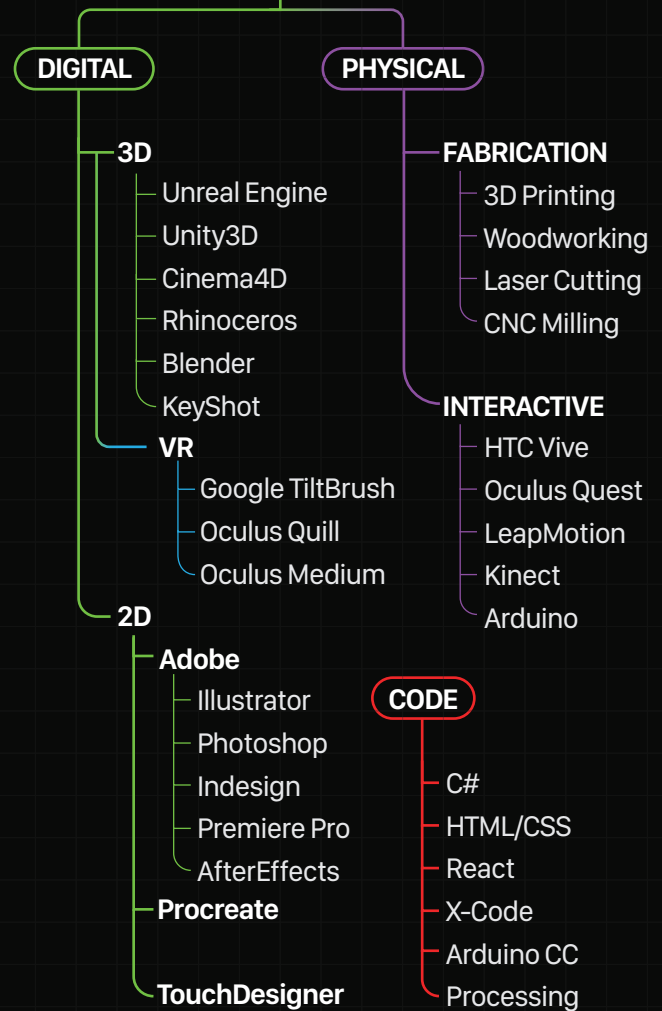 DIGITAL
3D
Unreal Engine
Unity3D
Cinema4D
Rhinoceros
Blender
KeyShot
VR
Google TiltBrush
Oculus Quill
Oculus Medium
2D
Adobe
Illustrator
Photoshop
Indesign
Premiere Pro
AfterEffects
Procreate
TouchDesigner
PHYSICAL
FABRICATION
3D Printing
Woodworking
Laser Cutting
CNC Milling
INTERACTIVE
HTC Vive
Oculus Quest
LeapMotion
Kinect
Arduino
CODE
C#
HTML/CSS
React
X-Code
Arduino CC
Processing